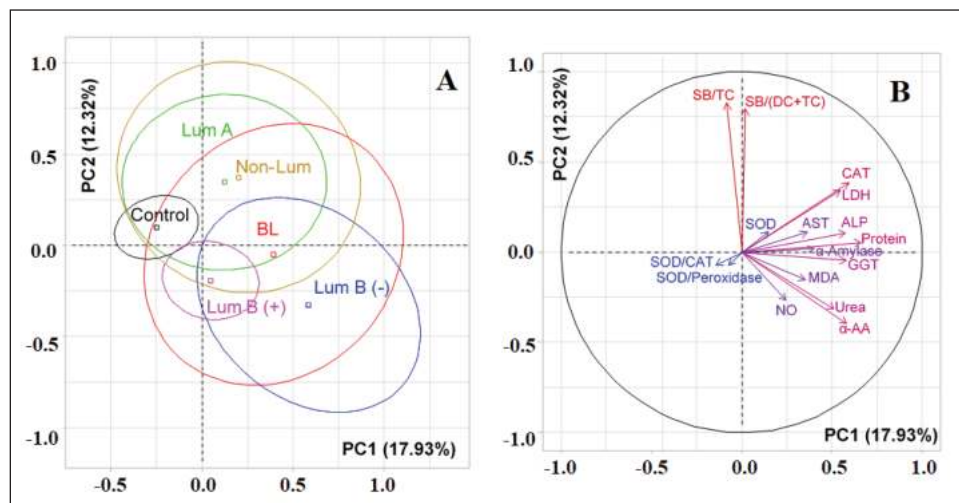 A
1.0
0.5
0.0
-0.5
-1.0
PC2 (12.32%)
Lum A
Non-Lum
Control
BL
Lum B (+)
Lum B (-)
PC1 (17.93%)
-0.5
0.0
0.5
1.0
B
1.0
0.5
0.0
-0.5
-1.0
PC2 (12.32%)
SB/TC
SB/(DC+TC)
CAT
LDH
SOD
AST
ALP
Protein
α-Amylase
SOD/CAT
GGT
SOD/Peroxidase
MDA
NO
Urea
α-AA
PC1 (17.93%)
-1.0
-0.5
0.0
0.5
1.0